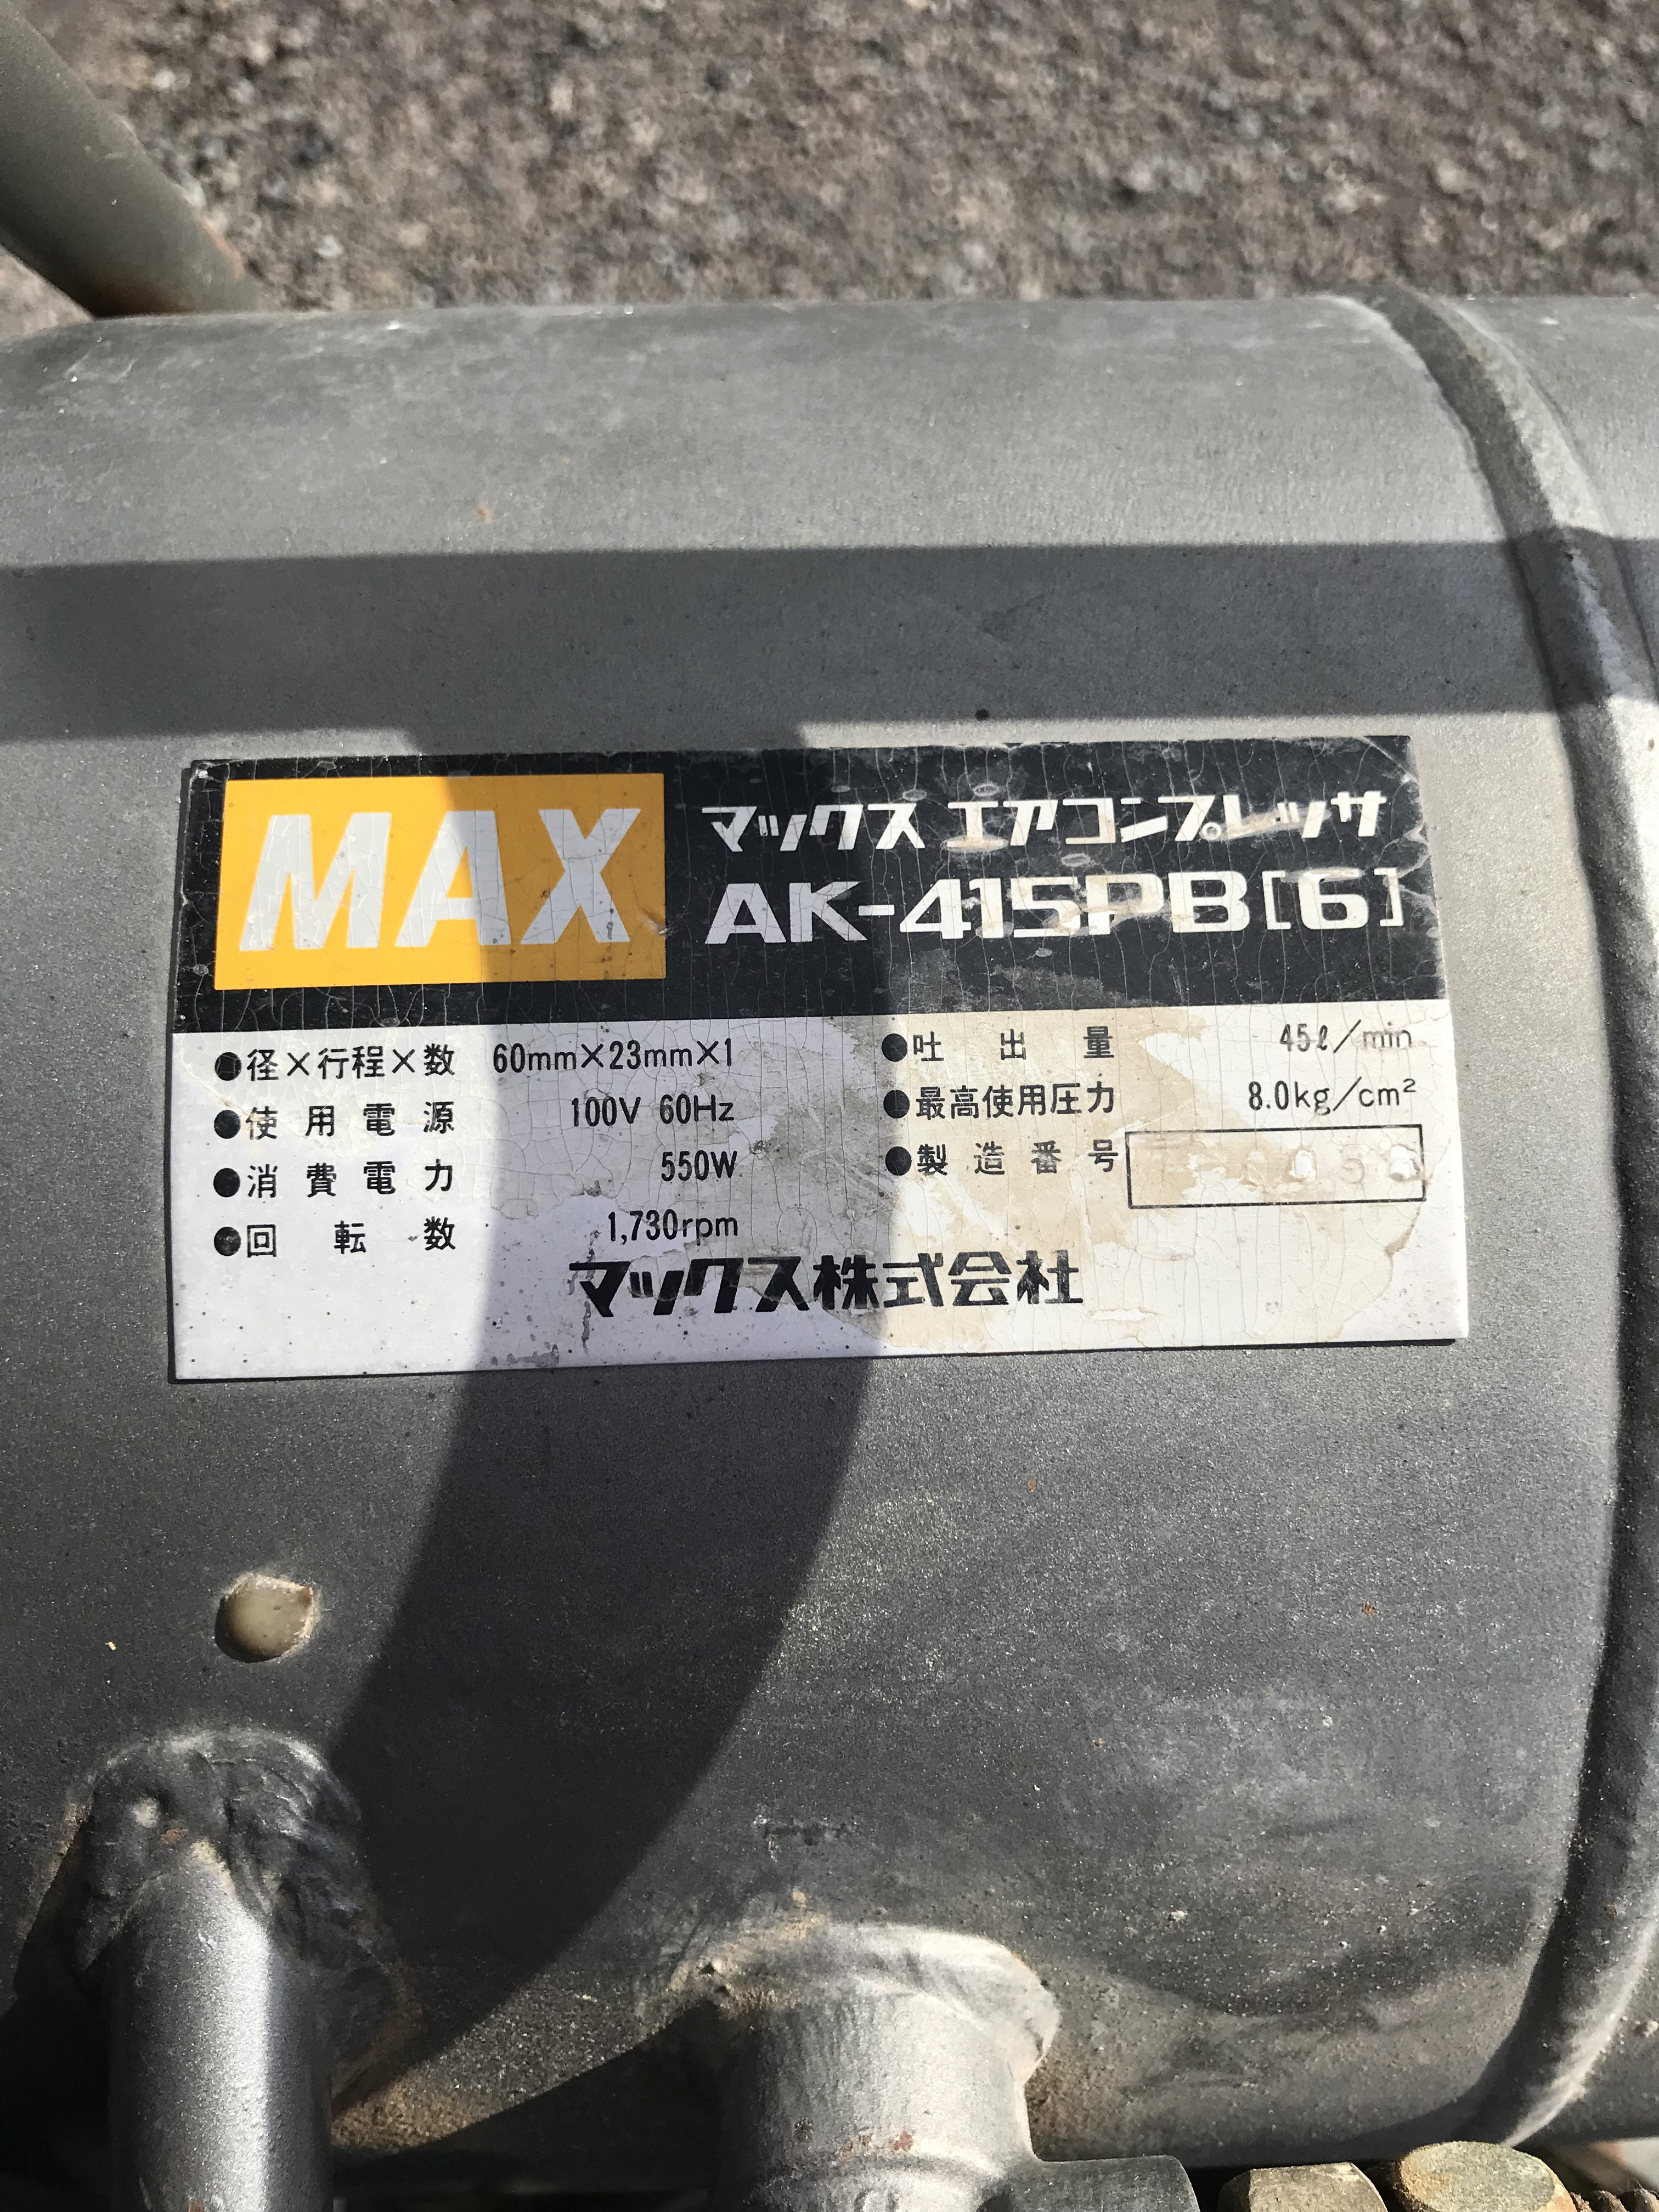 MAX
マックス エアコンプレッサ
AK-415PB[6]
●径×行程×数 60mm×23mm×1
●使用電源 100V 60Hz
●消費電力 550W
●回転数 1,730rpm
●吐出量 45ℓ/min
●最高使用圧力 8.0kg/cm²
●製造番号
マックス株式会社